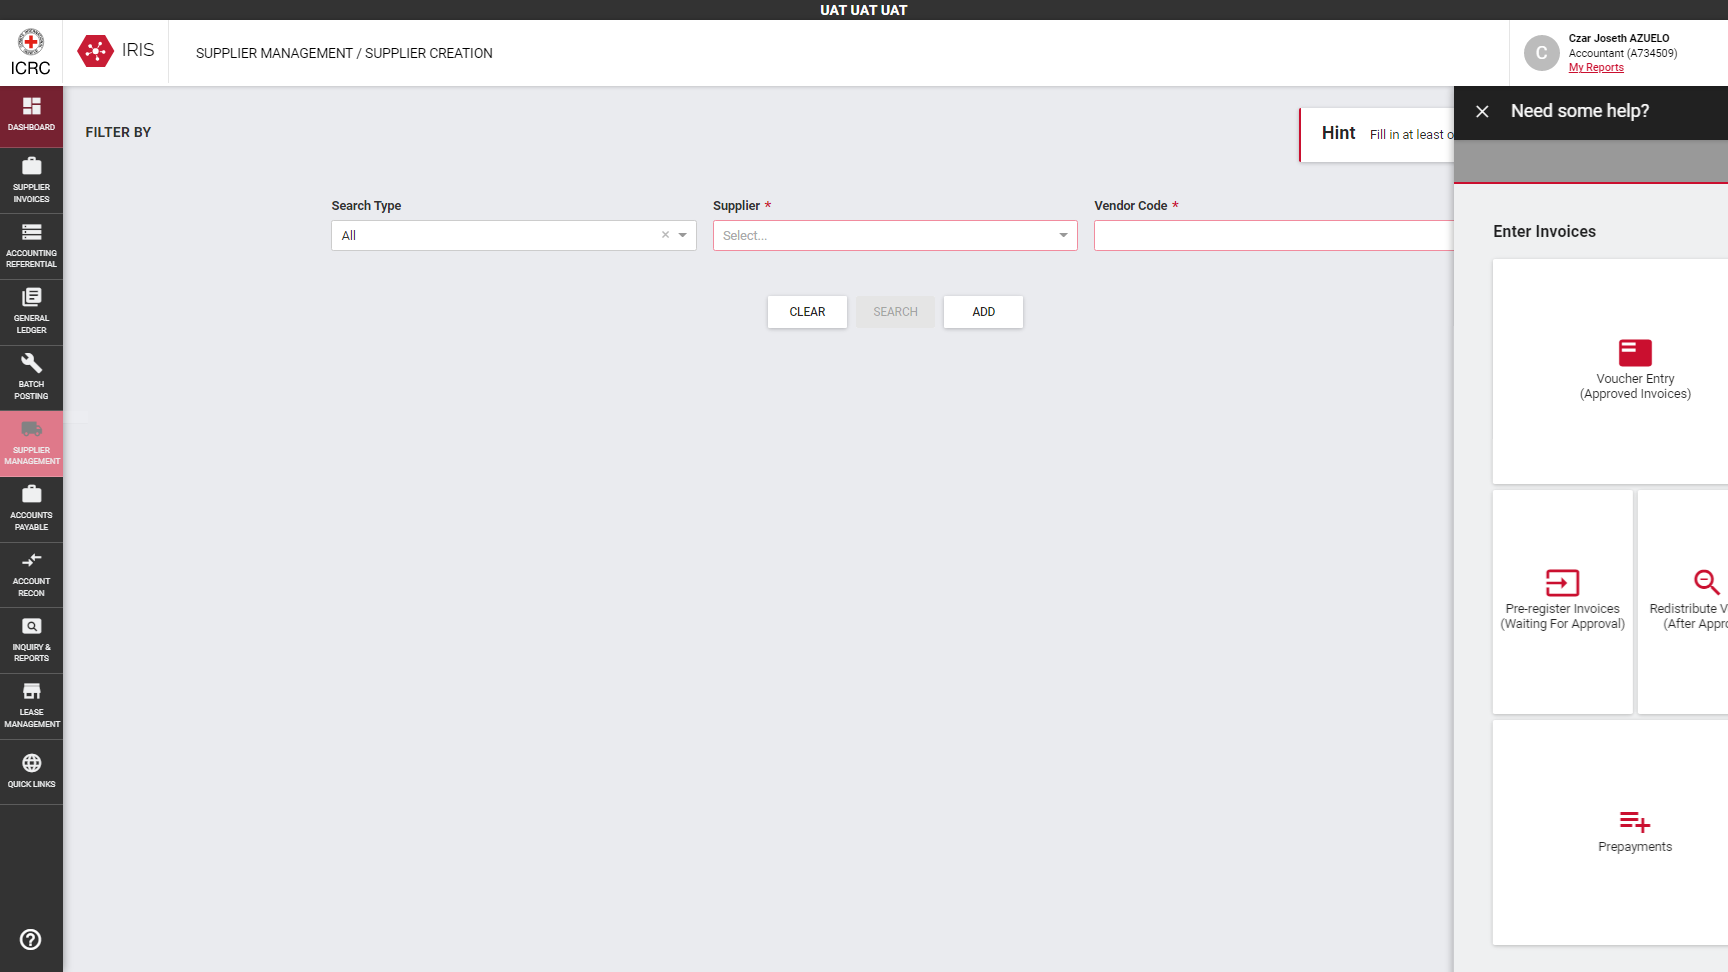 UAT UAT UAT
ICRC
IRIS
SUPPLIER MANAGEMENT / SUPPLIER CREATION
C
Czar Joseth AZUELO
Accountant (A734509)
My Reports
DASHBOARD
SUPPLIER
INVOICES
ACCOUNTING
REFERENTIAL
GENERAL
LEDGER
BATCH
POSTING
SUPPLIER
MANAGEMENT
ACCOUNTS
PAYABLE
ACCOUNT
RECON
INQUIRY &
REPORTS
LEASE
MANAGEMENT
QUICK LINKS
FILTER BY
Hint Fill in at least o
Search Type
All
Supplier *
Select...
Vendor Code *
CLEAR
SEARCH
ADD
Need some help?
Enter Invoices
Voucher Entry
(Approved Invoices)
Pre-register Invoices
(Waiting For Approval)
Redistribute V
(After Appro
Prepayments